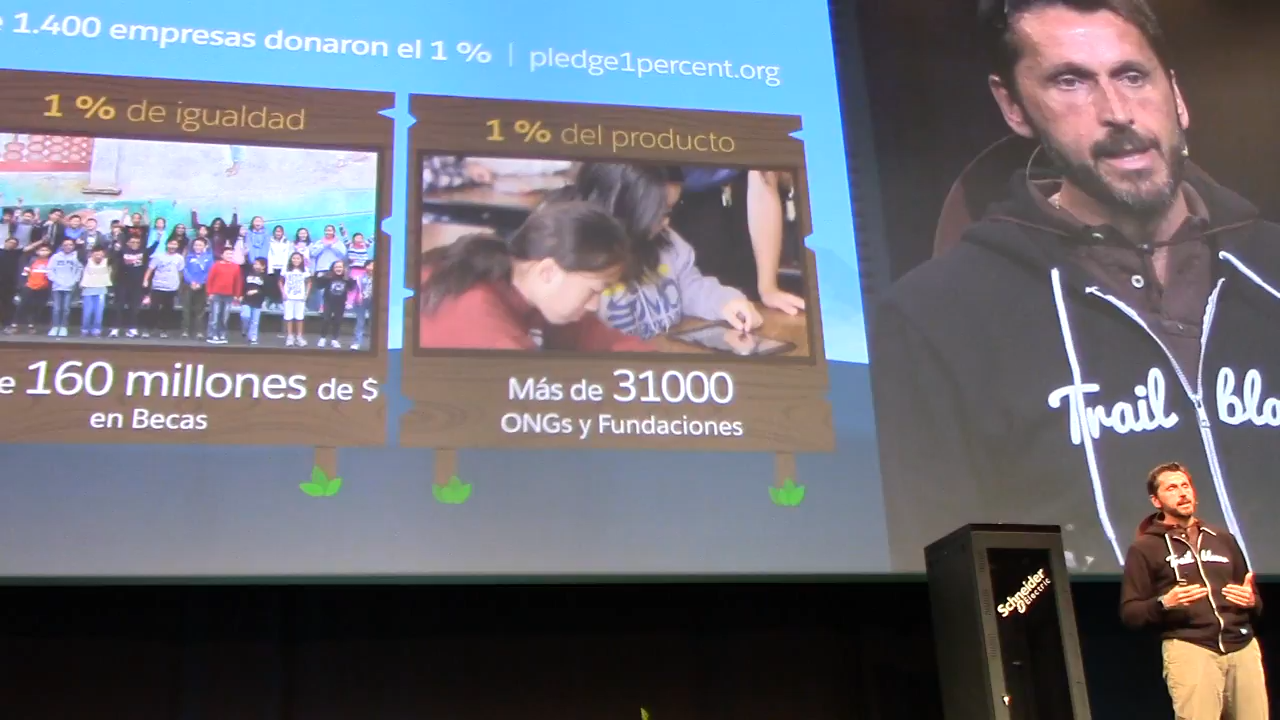 1.400 empresas donaron el 1 % | pledge1percent.org
1 % de igualdad
160 millones de $
en Becas
1 % del producto
Más de 31000
ONGs y Fundaciones
Trail
Schneider
Electric
Trail